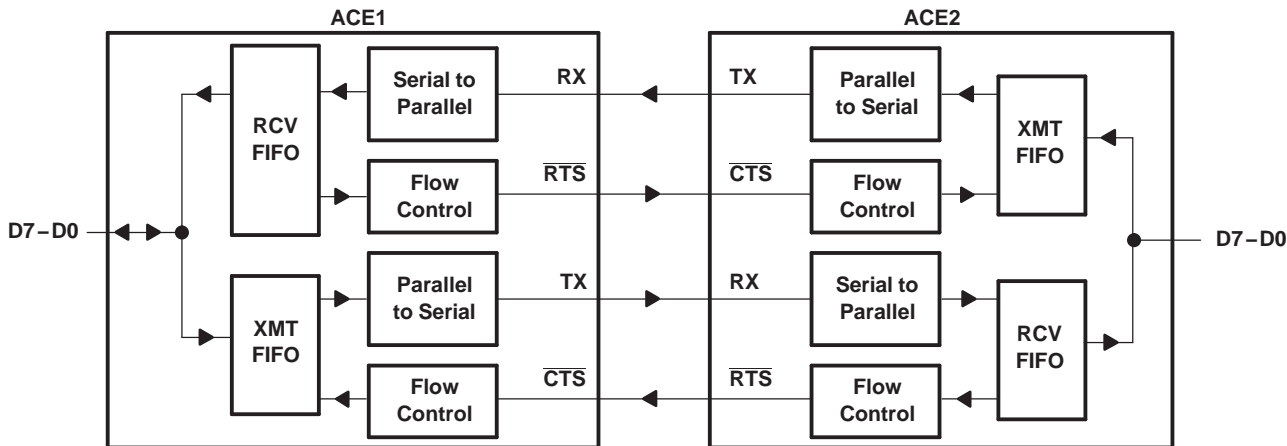 ACE1
ACE2
RCV
FIFO
Serial to
Parallel
RX
TX
Parallel
to Serial
XMT
FIFO
Flow
Control
RTS
CTS
Flow
Control
D7–D0
D7–D0
XMT
FIFO
Parallel
to Serial
TX
RX
Serial to
Parallel
RCV
FIFO
Flow
Control
CTS
RTS
Flow
Control